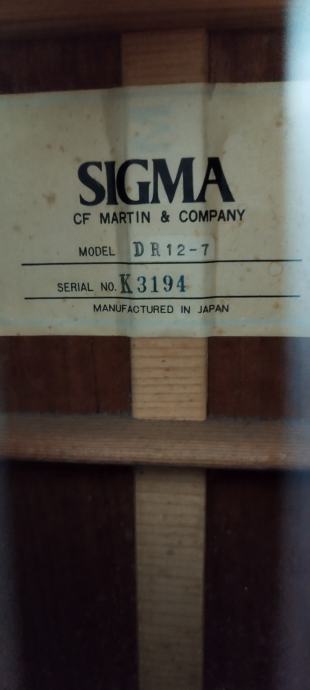 SIGMA
CF MARTIN & COMPANY
MODEL DR12-7
SERIAL NO. K3194
MANUFACTURED IN JAPAN